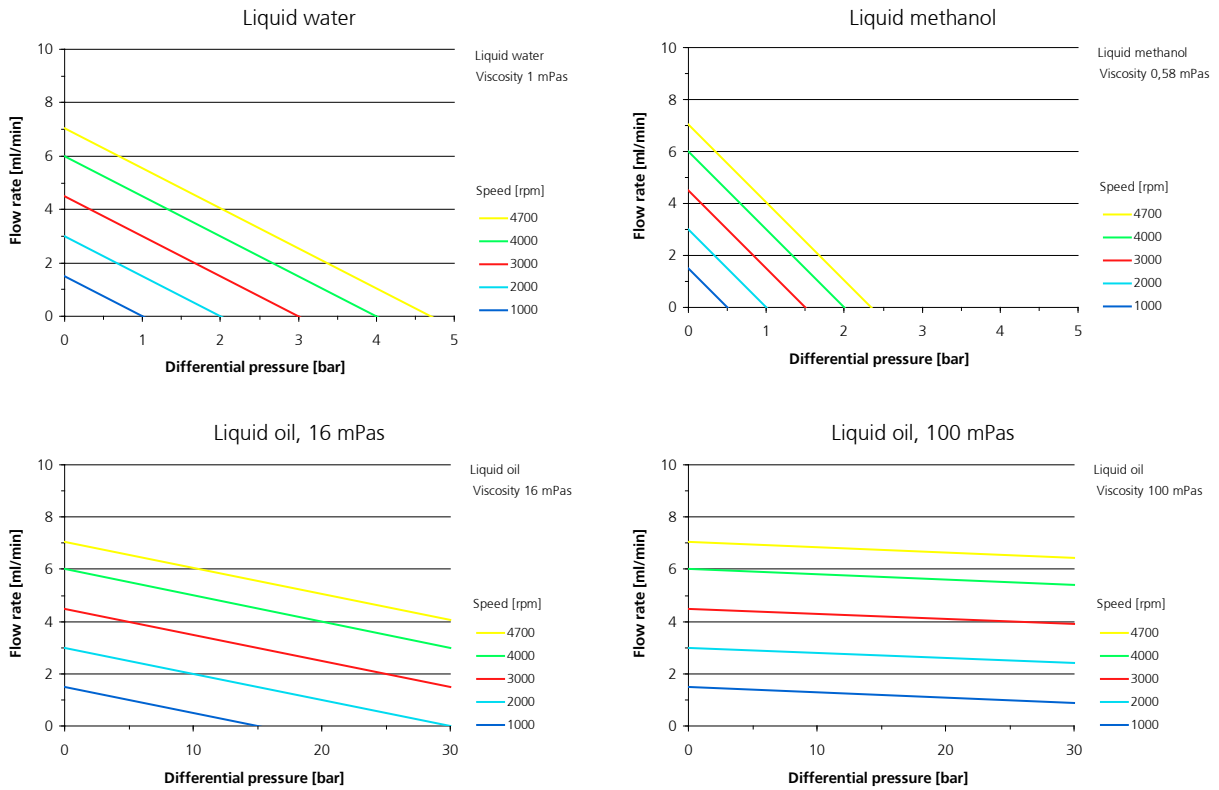 Liquid water
10
8
6
4
2
0
Flow rate [ml/min]
0 1 2 3 4 5
Differential pressure [bar]
Liquid water
Viscosity 1 mPas
Speed [rpm]
4700
4000
3000
2000
1000
Liquid methanol
10
8
6
4
2
0
Flow rate [ml/min]
0 1 2 3 4 5
Differential pressure [bar]
Liquid methanol
Viscosity 0,58 mPas
Speed [rpm]
4700
4000
3000
2000
1000
Liquid oil, 16 mPas
10
8
6
4
2
0
Flow rate [ml/min]
0 10 20 30
Differential pressure [bar]
Liquid oil
Viscosity 16 mPas
Speed [rpm]
4700
4000
3000
2000
1000
Liquid oil, 100 mPas
10
8
6
4
2
0
Flow rate [ml/min]
0 10 20 30
Differential pressure [bar]
Liquid oil
Viscosity 100 mPas
Speed [rpm]
4700
4000
3000
2000
1000